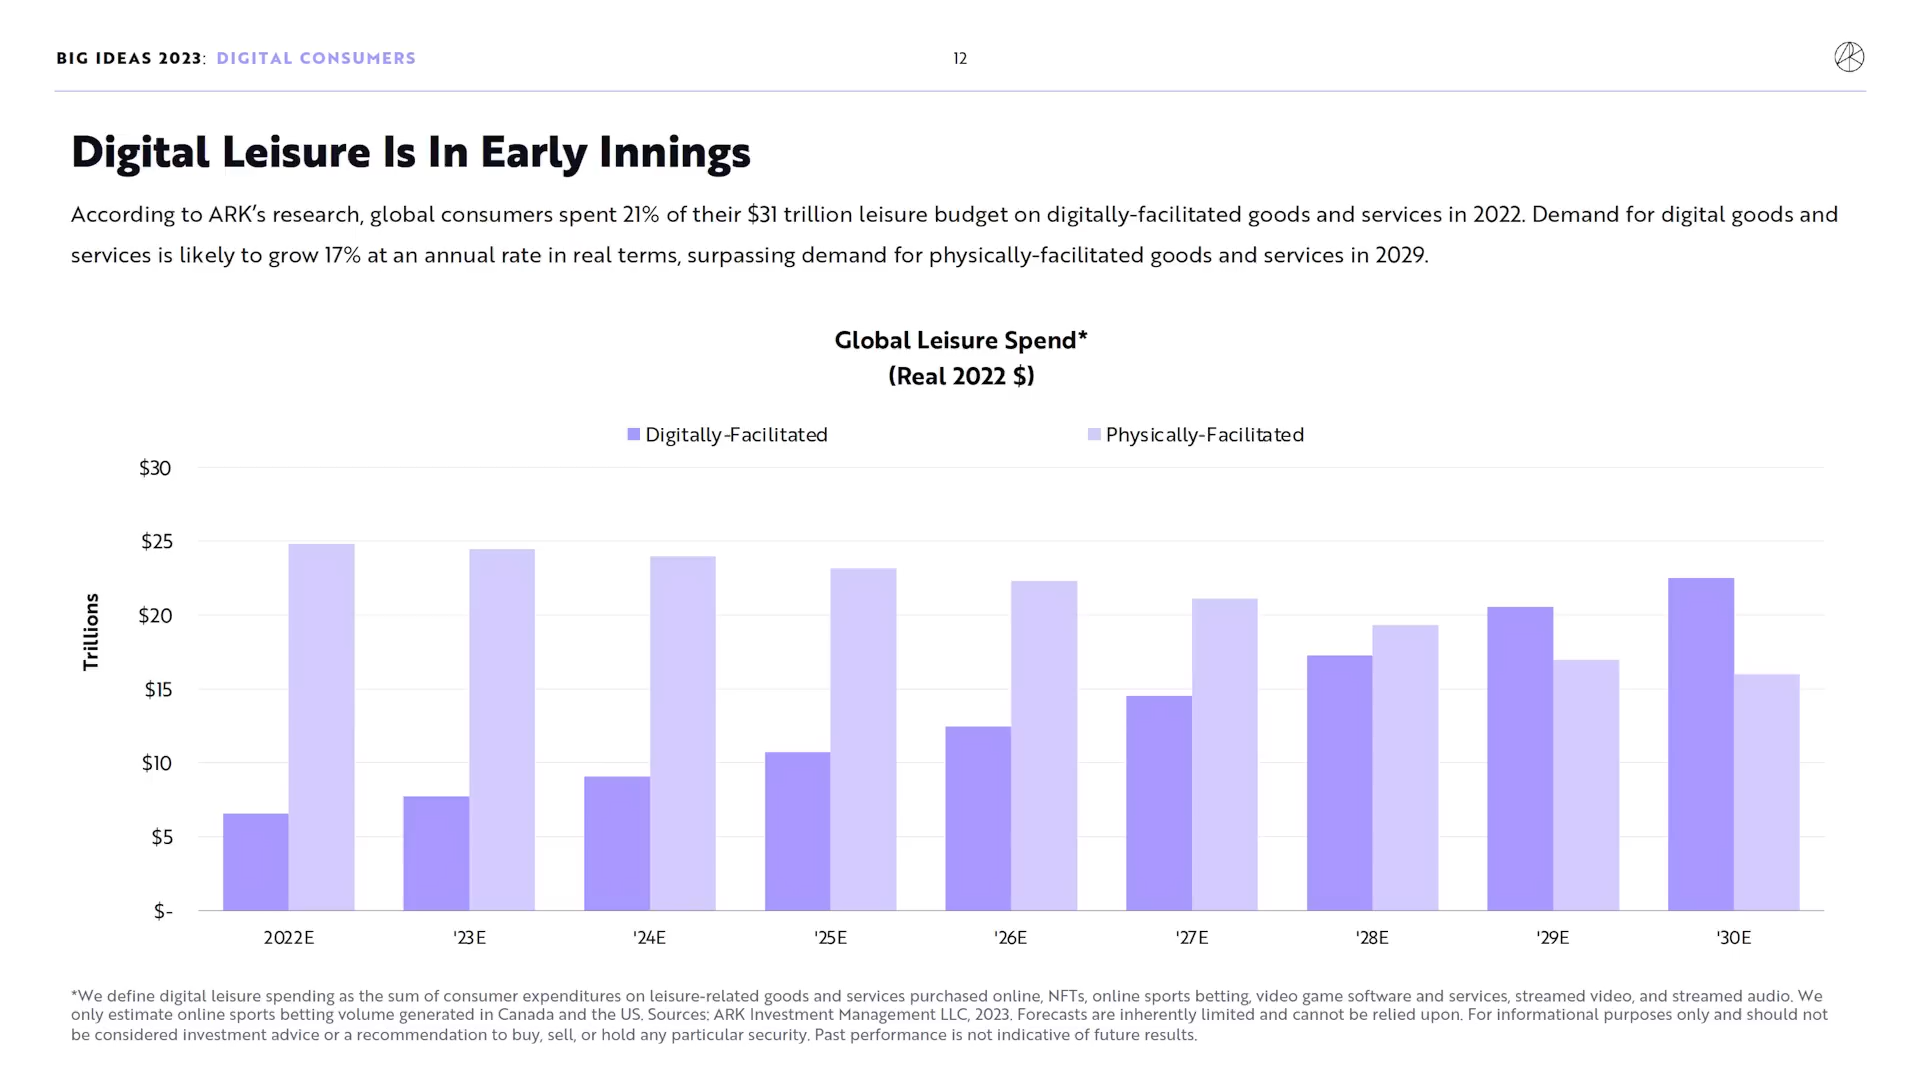 BIG IDEAS 2023: DIGITAL CONSUMERS
12
Digital Leisure Is In Early Innings
According to ARK’s research, global consumers spent 21% of their $31 trillion leisure budget on digitally-facilitated goods and services in 2022. Demand for digital goods and
services is likely to grow 17% at an annual rate in real terms, surpassing demand for physically-facilitated goods and services in 2029.
Global Leisure Spend*
(Real 2022 $)
Digitally-Facilitated
Physically-Facilitated
Trillions
$30
$25
$20
$15
$10
$5
$-
2022E
'23E
'24E
'25E
'26E
'27E
'28E
'29E
'30E
*We define digital leisure spending as the sum of consumer expenditures on leisure-related goods and services purchased online, NFTs, online sports betting, video game software and services, streamed video, and streamed audio. We
only estimate online sports betting volume generated in Canada and the US. Sources: ARK Investment Management LLC, 2023. Forecasts are inherently limited and cannot be relied upon. For informational purposes only and should not
be considered investment advice or a recommendation to buy, sell, or hold any particular security. Past performance is not indicative of future results.